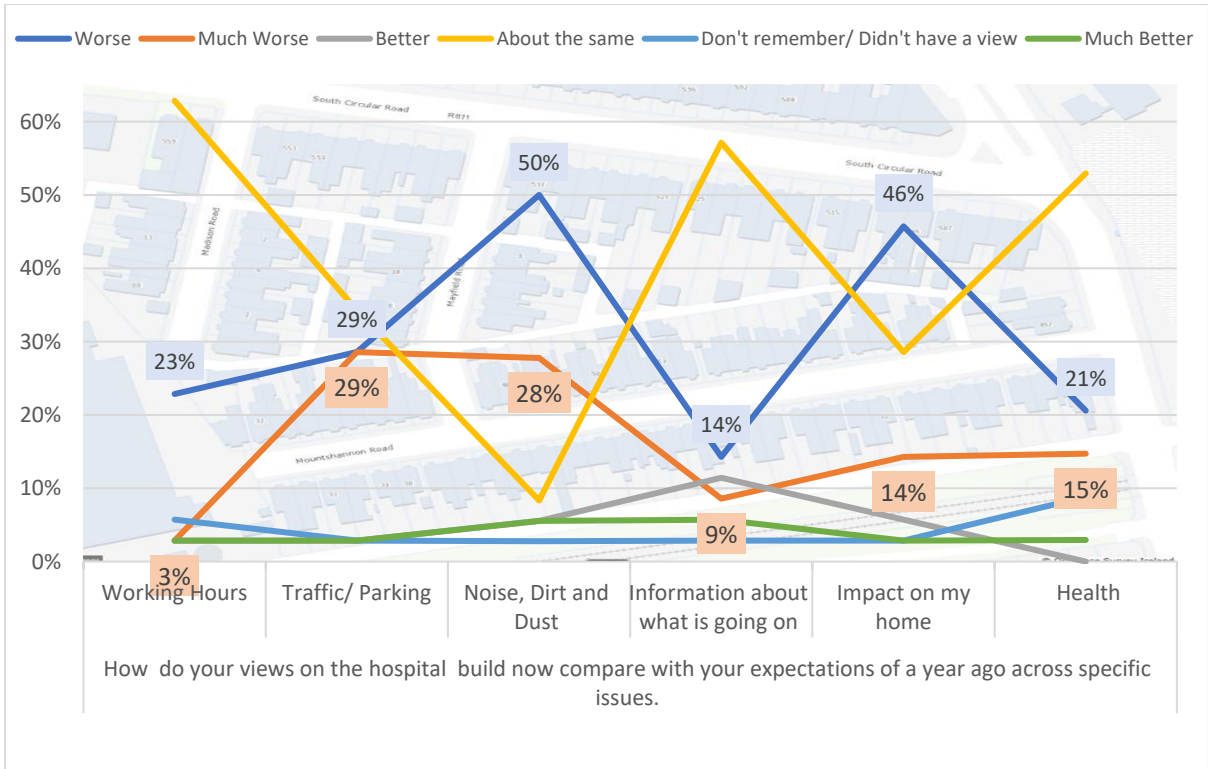 Worse Much Worse Better About the same Don't remember/ Didn't have a view Much Better
60%
50%
40%
30%
20%
10%
0%
South Circular Road
R811
South Circular Road
Madison Road
Mayfield Road
Mountshannon Road
23%
29%
50%
14%
46%
21%
3%
29%
28%
9%
14%
15%
Working Hours
Traffic/ Parking
Noise, Dirt and
Dust
Information about
what is going on
Impact on my
home
Health
How do your views on the hospital build now compare with your expectations of a year ago across specific
issues.